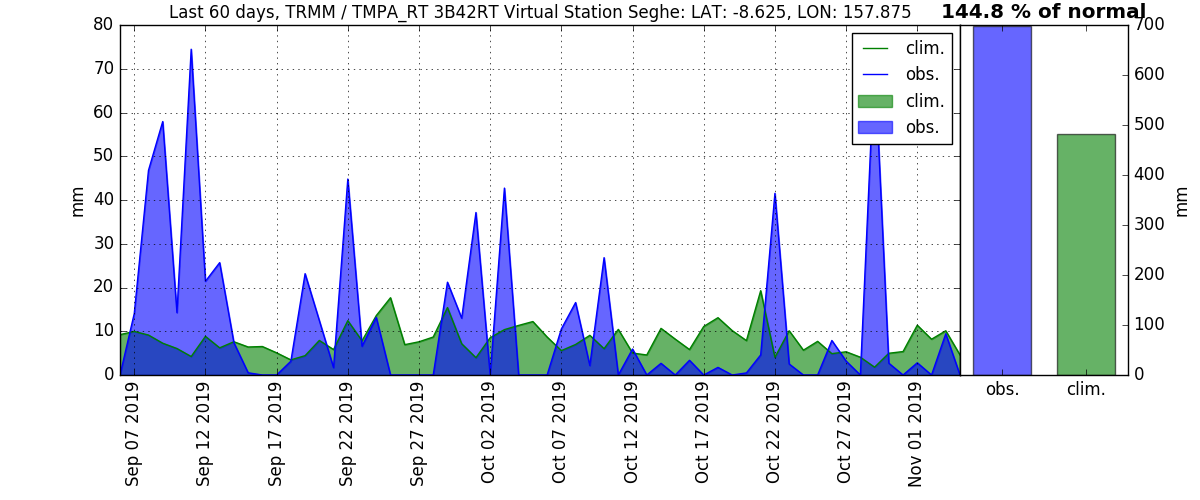 Last 60 days, TRMM / TMPA_RT 3B42RT Virtual Station Seghe: LAT: -8.625, LON: 157.875
144.8 % of normal
80
70
60
50
40
30
20
10
0
mm
clim.
obs.
clim.
obs.
700
600
500
400
300
200
100
0
mm
obs.
clim.
Sep 07 2019
Sep 12 2019
Sep 17 2019
Sep 22 2019
Sep 27 2019
Oct 02 2019
Oct 07 2019
Oct 12 2019
Oct 17 2019
Oct 22 2019
Oct 27 2019
Nov 01 2019